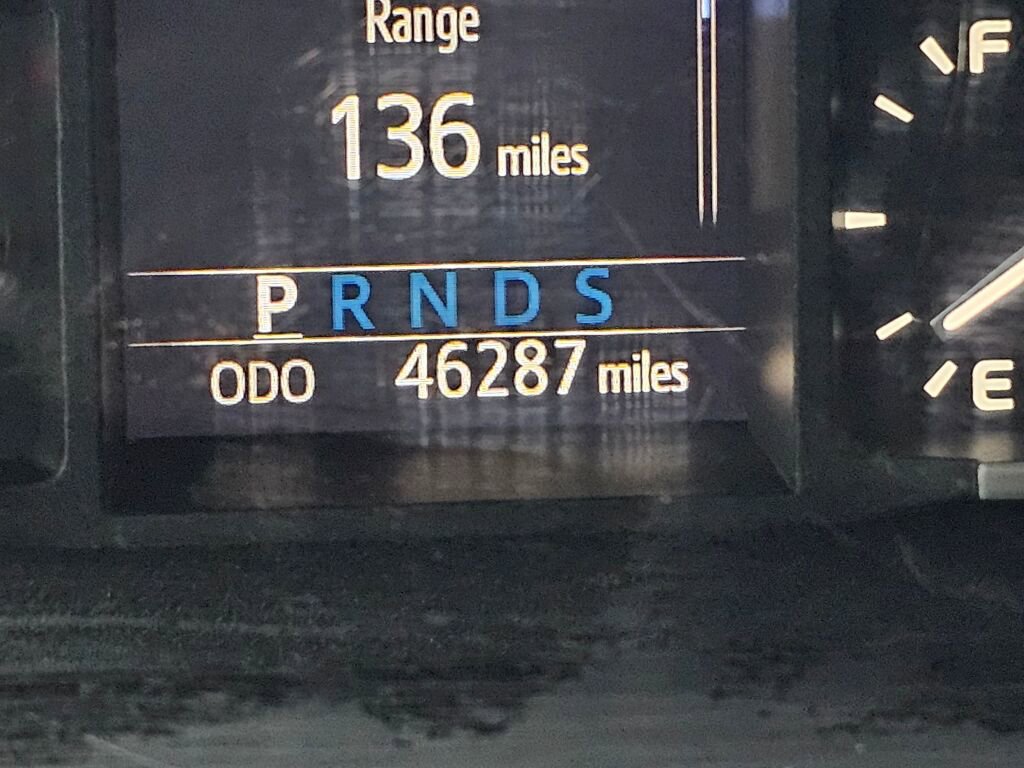 Range
136 miles
P R N D S
ODO 46287 miles
F
E